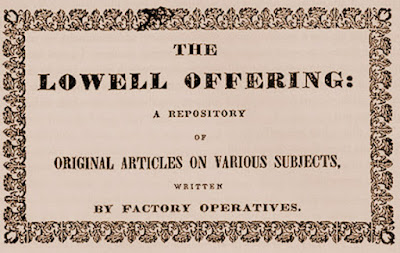 THE
LOWELL OFFERING:
A REPOSITORY
OF
ORIGINAL ARTICLES ON VARIOUS SUBJECTS,
WRITTEN
BY FACTORY OPERATIVES.